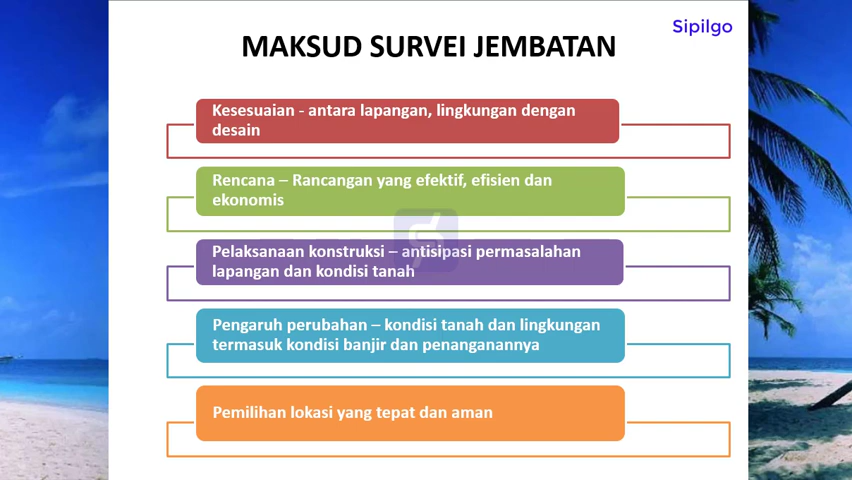 Sipilgo
MAKSUD SURVEI JEMBATAN
Kesesuaian - antara lapangan, lingkungan dengan
desain
Rencana – Rancangan yang efektif, efisien dan
ekonomis
Pelaksanaan konstruksi – antisipasi permasalahan
lapangan dan kondisi tanah
Pengaruh perubahan – kondisi tanah dan lingkungan
termasuk kondisi banjir dan penanganannya
Pemilihan lokasi yang tepat dan aman